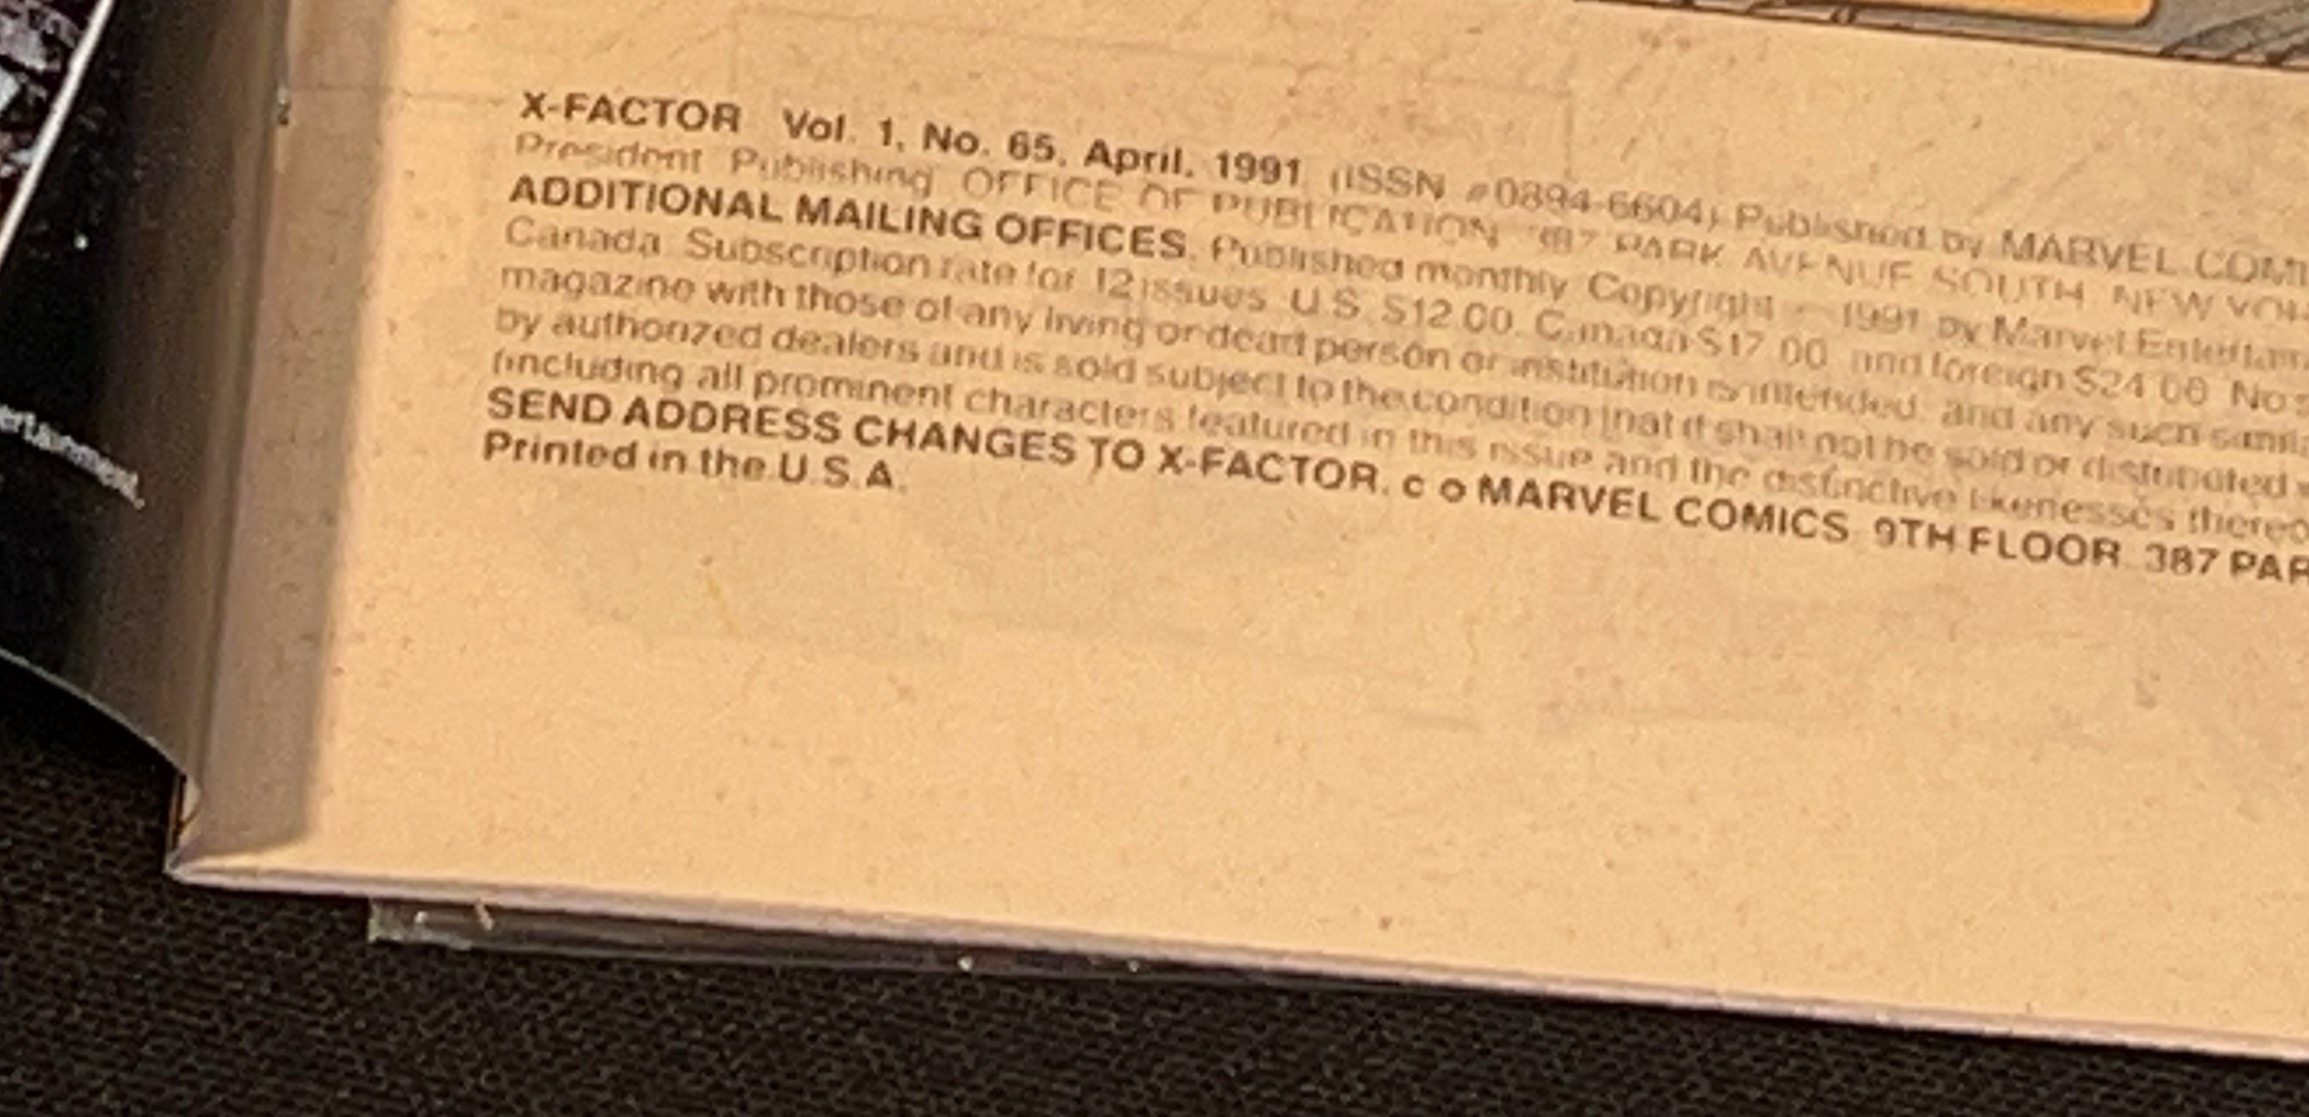 X-FACTOR Vol. 1, No. 65, April, 1991 (ISSN #0894-6604) Published by MARVEL COMI
President Publishing OFFICE OF PUBLICATION 387 PARK AVENUE SOUTH NEW YOR
ADDITIONAL MAILING OFFICES. Published monthly Copyright 1991 by Marvel Entertain
Canada Subscription rate for 12 issues U.S. $12.00. Canada $17.00 and foreign $24.00 No
magazine with those of any living or dead person or institution is intended, and any such simila
by authorized dealers and is sold subject to the condition that it shall not be sold or distributed
(including all prominent characters featured in this issue and the distinctive likenesses thereo
SEND ADDRESS CHANGES TO X-FACTOR, c o MARVEL COMICS 9TH FLOOR 387 PAR
Printed in the U.S.A.
ertainment,